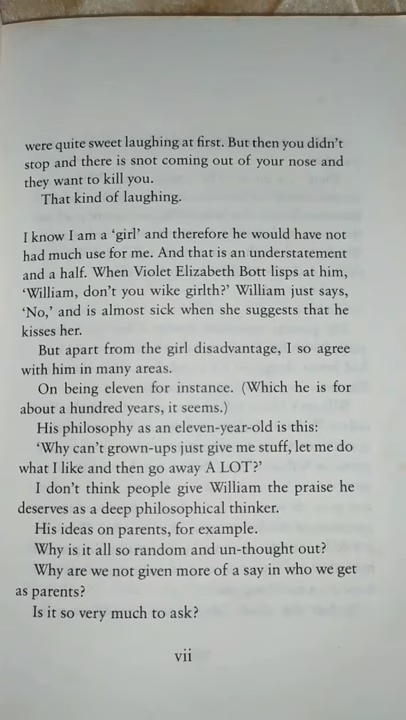 were quite sweet laughing at first. But then you didn't
stop and there is snot coming out of your nose and
they want to kill you.
That kind of laughing.
I know I am a 'girl' and therefore he would have not
had much use for me. And that is an understatement
and a half. When Violet Elizabeth Bott lisps at him,
'William, don't you wike girlth?' William just says,
'No,' and is almost sick when she suggests that he
kisses her.
But apart from the girl disadvantage, I so agree
with him in many areas.
On being eleven for instance. (Which he is for
about a hundred years, it seems.)
His philosophy as an eleven-year-old is this:
'Why can't grown-ups just give me stuff, let me do
what I like and then go away A LOT?'
I don't think people give William the praise he
deserves as a deep philosophical thinker.
His ideas on parents, for example.
Why is it all so random and un-thought out?
Why are we not given more of a say in who we get
as parents?
Is it so very much to ask?
vii